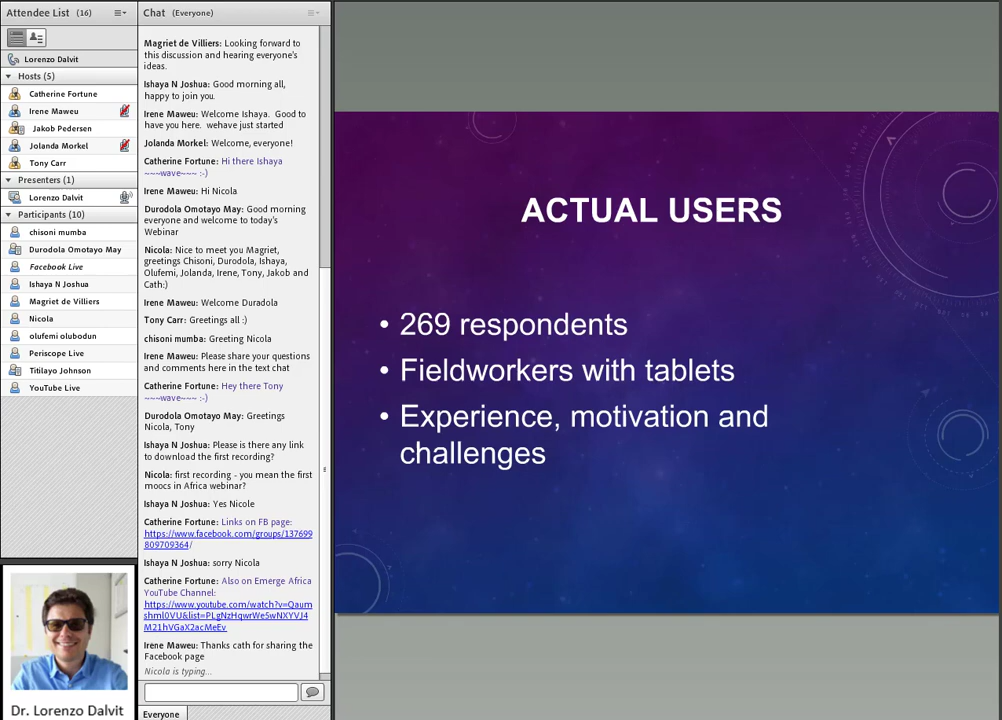 Attendee List (16)
Lorenzo Dalvit
Hosts (5)
Catherine Fortune
Irene Maweu
Jakob Pedersen
Jolanda Morkel
Tony Carr
Presenters (1)
Lorenzo Dalvit
Participants (10)
chisoni mumba
Durodola Omotayo May
Facebook Live
Ishaya N Joshua
Magriet de Villiers
Nicola
olufemi olubodun
Periscope Live
Titilayo Johnson
YouTube Live
Dr. Lorenzo Dalvit
Chat (Everyone)
Magriet de Villiers: Looking forward to
this discussion and hearing everyone's
ideas.
Ishaya N Joshua: Good morning all,
happy to join you.
Irene Maweu: Welcome Ishaya. Good to
have you here. wehave just started
Jolanda Morkel: Welcome, everyone!
Catherine Fortune: Hi there Ishaya
~~~wave~~~ :-)
Irene Maweu: Hi Nicola
Durodola Omotayo May: Good morning
everyone and welcome to today's
Webinar
Nicola: Nice to meet you Magriet,
greetings Chisoni, Durodola, Ishaya,
Olufemi, Jolanda, Irene, Tony, Jakob and
Cath:)
Irene Maweu: Welcome Duradola
Tony Carr: Greetings all :)
chisoni mumba: Greeting Nicola
Irene Maweu: Please share your questions
and comments here in the text chat
Catherine Fortune: Hey there Tony
~~~wave~~~ :-)
Durodola Omotayo May: Greetings
Nicola, Tony
Ishaya N Joshua: Please is there any link
to download the first recording?
Nicola: first recording - you mean the first
moocs in Africa webinar?
Ishaya N Joshua: Yes Nicole
Catherine Fortune: Links on FB page:
https://www.facebook.com/groups/137699
809709364/
Ishaya N Joshua: sorry Nicola
Catherine Fortune: Also on Emerge Africa
YouTube Channel:
https://www.youtube.com/watch?v=Qaum
shml0VU&list=PLgNzHqwrWe5wNXYVJ4
M21hVGaX2acMeEv
Irene Maweu: Thanks cath for sharing the
Facebook page
Nicola is typing...
Everyone
ACTUAL USERS
• 269 respondents
• Fieldworkers with tablets
• Experience, motivation and
challenges